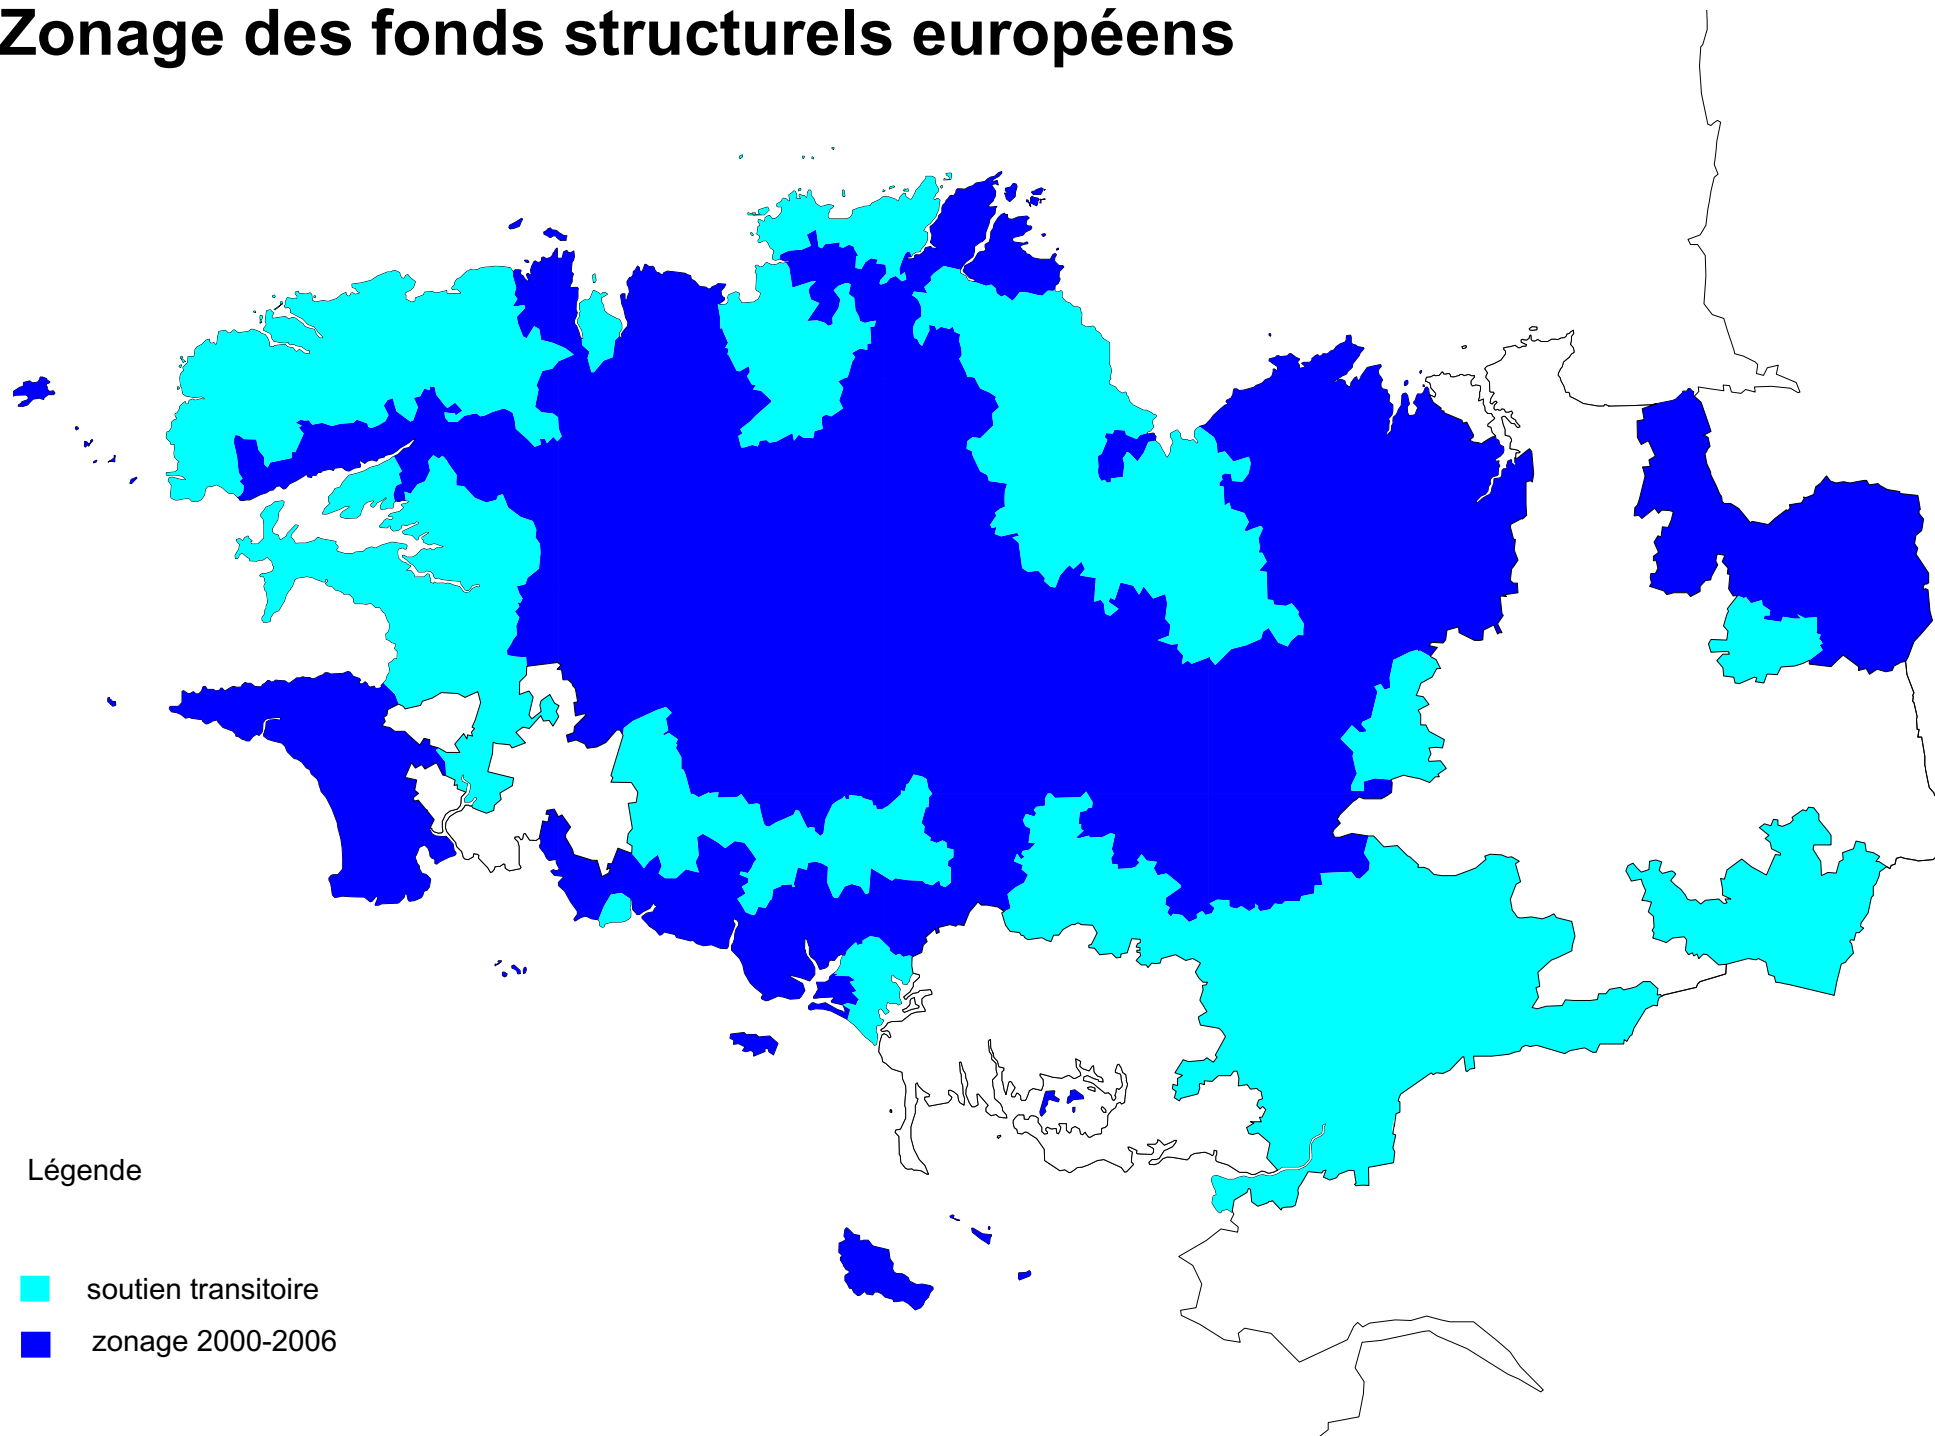 Zonage des fonds structurels européens
Légende
soutien transitoire
zonage 2000-2006